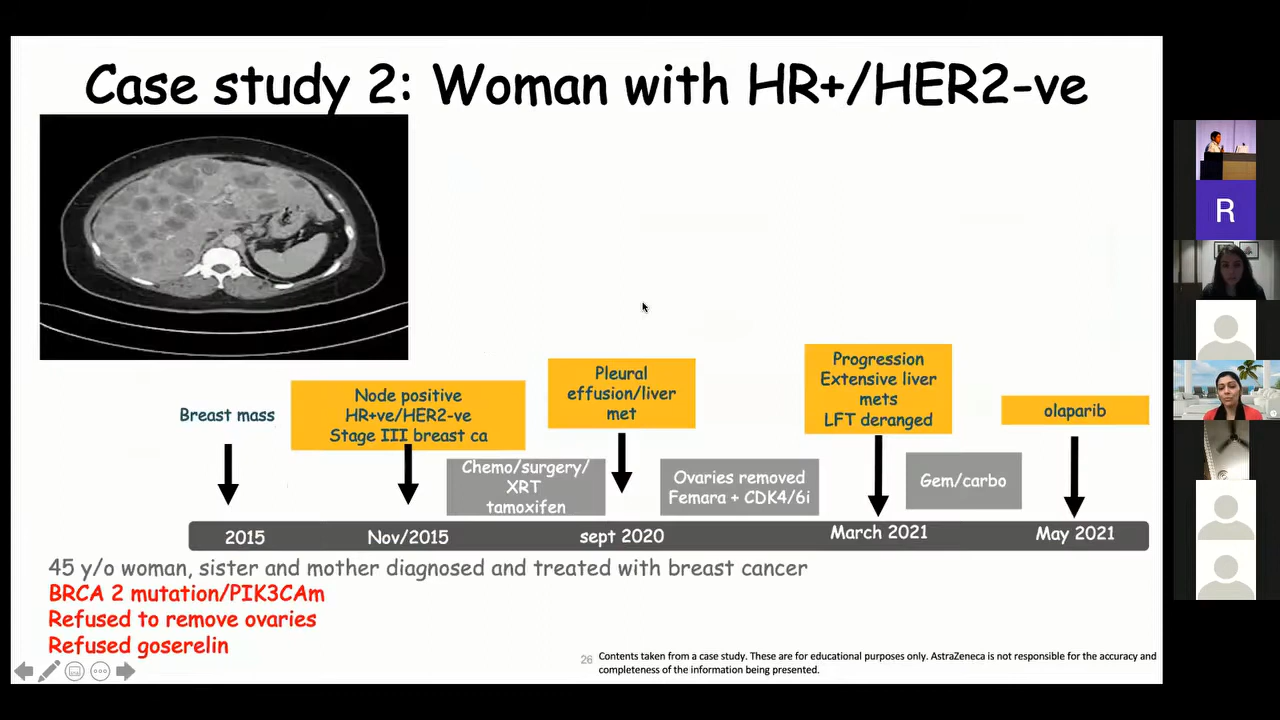 Case study 2: Woman with HR+/HER2-ve
R
Breast mass
Node positive
HR+ve/HER2-ve
Stage III breast ca
Chemo/surgery/
XRT
tamoxifen
Pleural
effusion/liver
met
Ovaries removed
Femara + CDK4/6i
Progression
Extensive liver
mets
LFT deranged
Gem/carbo
olaparib
2015
Nov/2015
sept 2020
March 2021
May 2021
45 y/o woman, sister and mother diagnosed and treated with breast cancer
BRCA 2 mutation/PIK3CAm
Refused to remove ovaries
Refused goserelin
26
Contents taken from a case study. These are for educational purposes only. AstraZeneca is not responsible for the accuracy and
completeness of the information being presented.